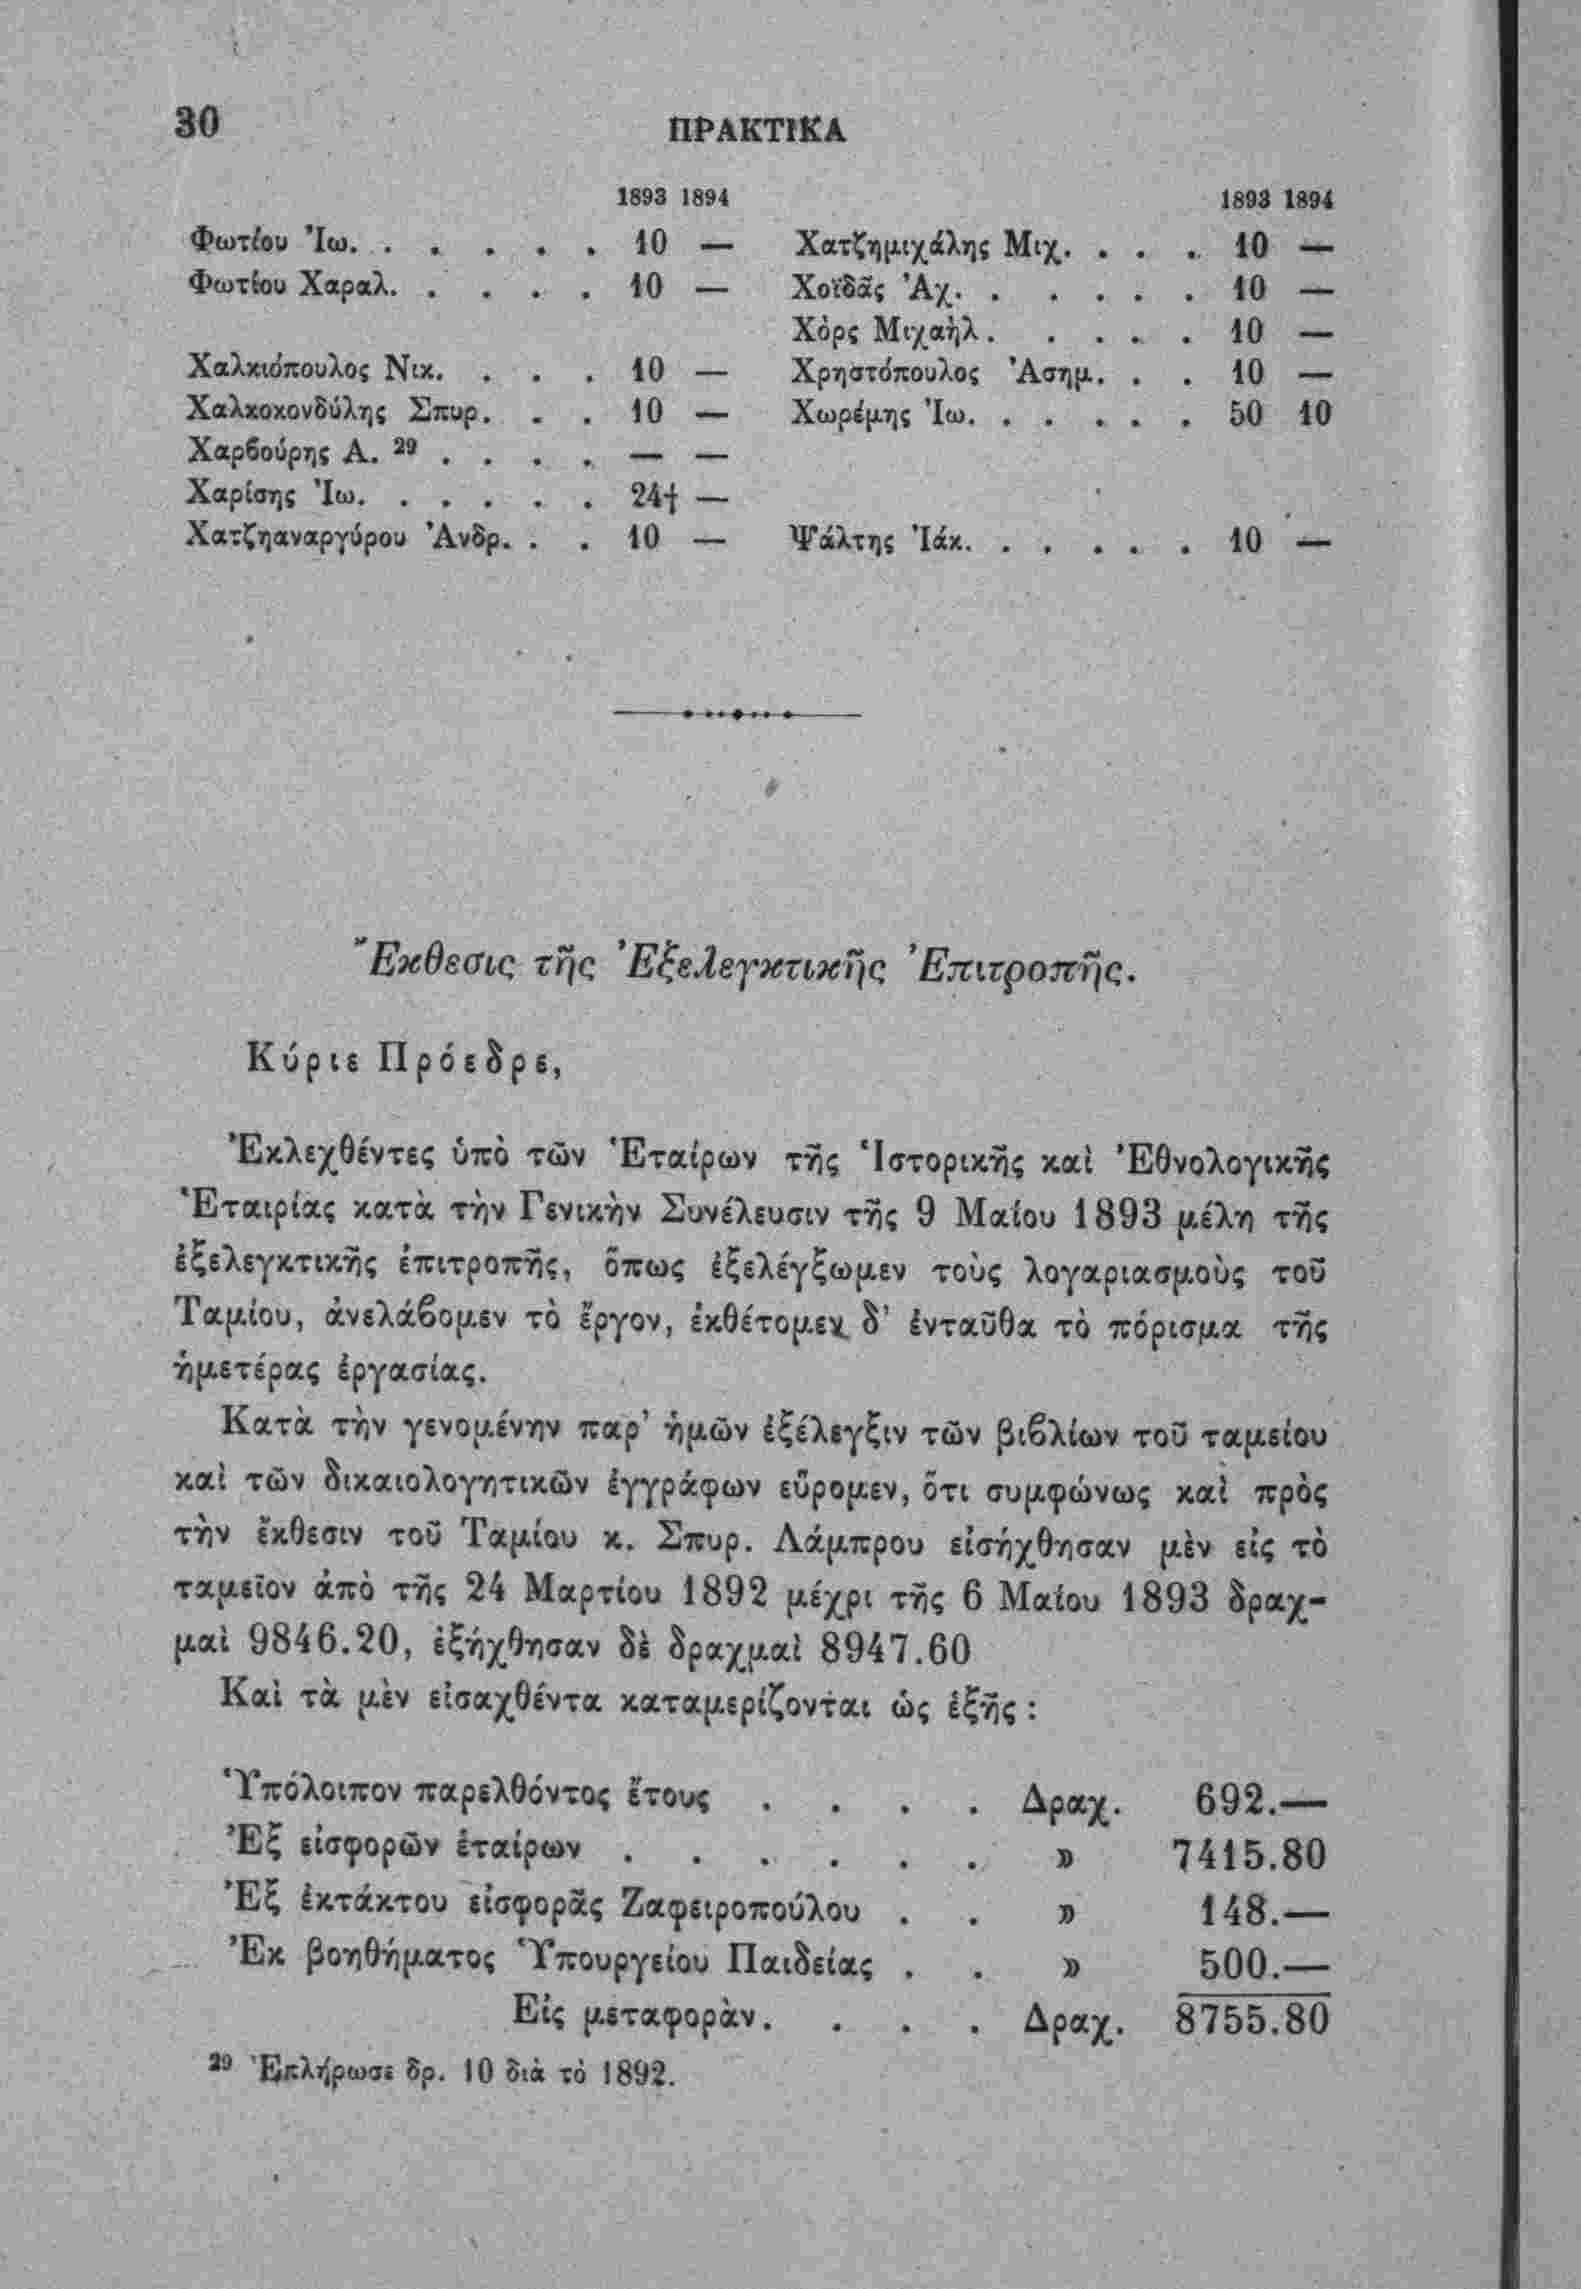 30
ΠΡΑΚΤΙΚΑ
1893 1894
Φωτίου Ἰω. . . . . . . 10 —
Φωτίου Χαραλ. . . . . . 10 —
Χαλκιόπουλος Νικ. . . . 10 —
Χαλκοκονδύλης Σπυρ. . . 10 —
Χαρβούρης Α. ²⁹ . . . . — —
Χαρίσης Ἰω. . . . . . 24† —
Χατζηαναργύρου Ἀνδρ. . . 10 —
1893 1894
Χατζημιχάλης Μιχ. . . . 10 —
Χοϊδᾶς Ἀχ. . . . . . 10 —
Χὸρς Μιχαὴλ . . . . . 10 —
Χρηστόπουλος Ἀσημ. . . 10 —
Χωρέμης Ἰω. . . . . . 50 10
Ψάλτης Ἰάκ. . . . . . 10 —
Ἔκθεσις τῆς Ἐξελεγκτικῆς Ἐπιτροπῆς.
Κύριε Πρόεδρε,
Ἐκλεχθέντες ὑπὸ τῶν Ἑταίρων τῆς Ἱστορικῆς καὶ Ἐθνολογικῆς
Ἑταιρίας κατὰ τὴν Γενικὴν Συνέλευσιν τῆς 9 Μαΐου 1893 μέλη τῆς
ἐξελεγκτικῆς ἐπιτροπῆς, ὅπως ἐξελέγξωμεν τοὺς λογαριασμοὺς τοῦ
Ταμίου, ἀνελάβομεν τὸ ἔργον, ἐκθέτομεν δ' ἐνταῦθα τὸ πόρισμα τῆς
ἡμετέρας ἐργασίας.
Κατὰ τὴν γενομένην παρ' ἡμῶν ἐξέλεγξιν τῶν βιβλίων τοῦ ταμείου
καὶ τῶν δικαιολογητικῶν ἐγγράφων εὕρομεν, ὅτι συμφώνως καὶ πρὸς
τὴν ἔκθεσιν τοῦ Ταμίου κ. Σπυρ. Λάμπρου εἰσήχθησαν μὲν εἰς τὸ
ταμεῖον ἀπὸ τῆς 24 Μαρτίου 1892 μέχρι τῆς 6 Μαΐου 1893 δραχ-
μαὶ 9846.20, ἐξήχθησαν δὲ δραχμαὶ 8947.60
Καὶ τὰ μὲν εἰσαχθέντα καταμερίζονται ὡς ἑξῆς :
Ὑπόλοιπον παρελθόντος ἔτους . . . . Δραχ. 692.—
Ἐξ εἰσφορῶν ἑταίρων . . . . . . » 7415.80
Ἐξ ἐκτάκτου εἰσφορᾶς Ζαφειροπούλου . . » 148.—
Ἐκ βοηθήματος Ὑπουργείου Παιδείας . . » 500.—
Εἰς μεταφορὰν. . . . Δραχ. 8755.80
²⁹ Ἐπλήρωσε δρ. 10 διὰ τὸ 1892.